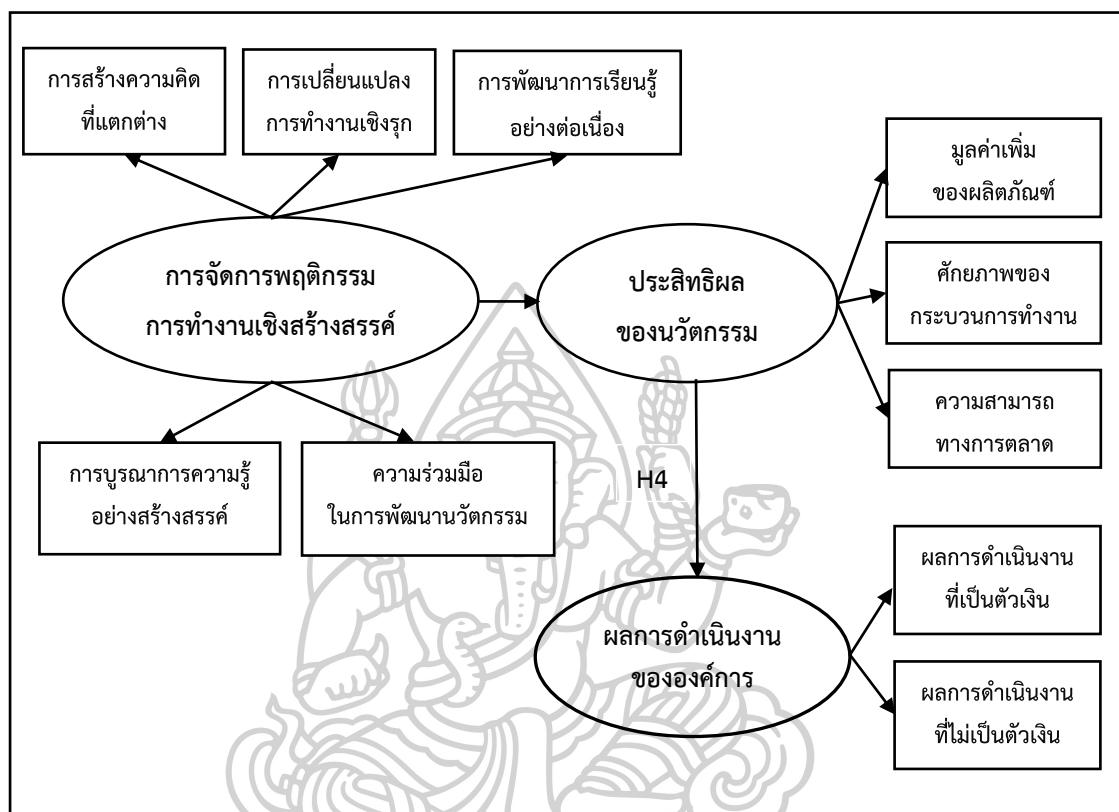 การสร้างความคิด
ที่แตกต่าง
การเปลี่ยนแปลง
การทำงานเชิงรุก
การพัฒนาการเรียนรู้
อย่างต่อเนื่อง
มูลค่าเพิ่ม
ของผลิตภัณฑ์
การจัดการพฤติกรรม
การทำงานเชิงสร้างสรรค์
ประสิทธิผล
ของนวัตกรรม
ศักยภาพของ
กระบวนการทำงาน
ความสามารถ
ทางการตลาด
การบูรณาการความรู้
อย่างสร้างสรรค์
ความร่วมมือ
ในการพัฒนานวัตกรรม
H4
ผลการดำเนินงาน
ขององค์การ
ผลการดำเนินงาน
ที่เป็นตัวเงิน
ผลการดำเนินงาน
ที่ไม่เป็นตัวเงิน